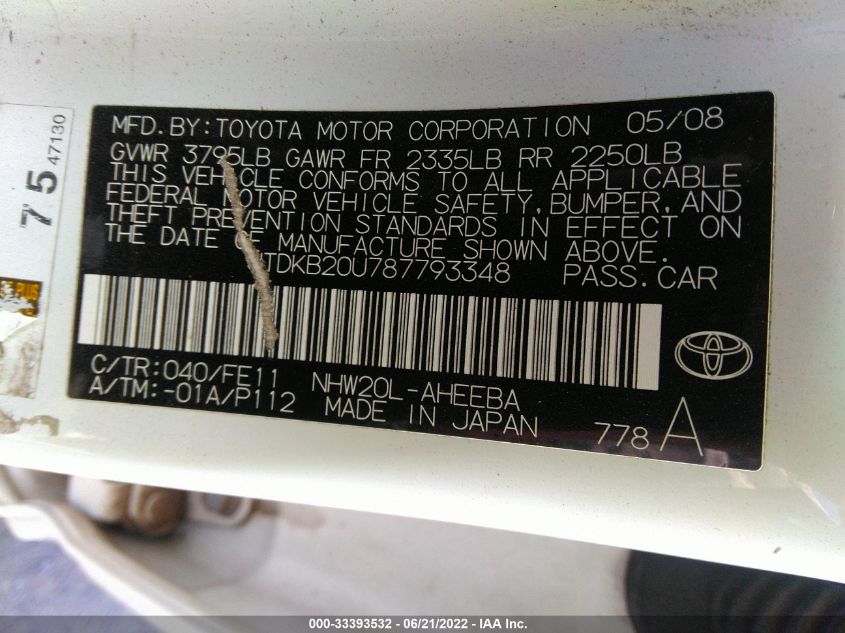 75 47130
MFD. BY: TOYOTA MOTOR CORPORATION 05/08
GVWR 3795LB GAWR FR 2335LB RR 2250LB
THIS VEHICLE CONFORMS TO ALL APPLICABLE
FEDERAL MOTOR VEHICLE SAFETY, BUMPER, AND
THEFT PREVENTION STANDARDS IN EFFECT ON
THE DATE OF MANUFACTURE SHOWN ABOVE.
TDKB20U787793348 PASS. CAR
C/TR: 040/FE11 NHW20L-AHEEBA
A/TM: -01A/P112 MADE IN JAPAN 778 A
PLUS
000-33393532 / 06/21/2022 - IAA Inc.